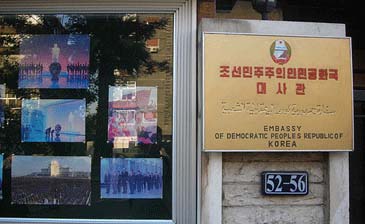 조선민주주의인민공화국
대 사 관
EMBASSY
OF DEMOCRATIC PEOPLES REPUBLIC OF
KOREA
52-56